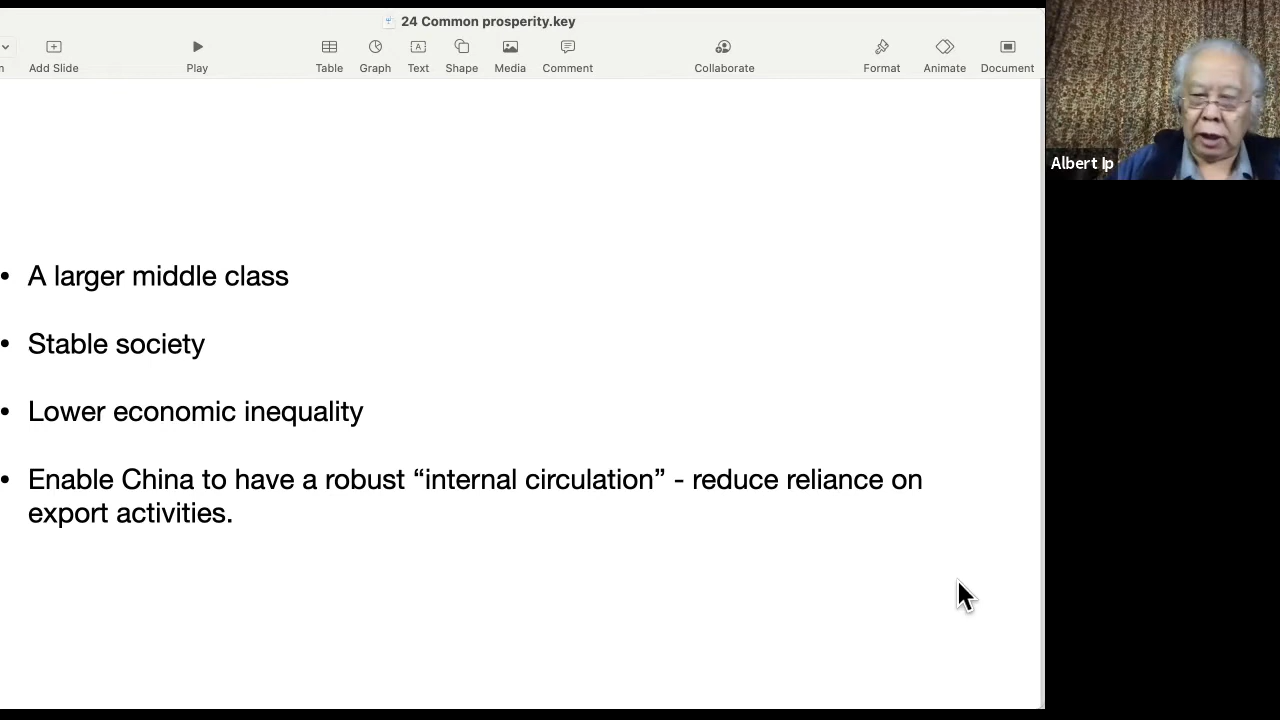 24 Common prosperity.key
Add Slide
Play
Table
Graph
Text
Shape
Media
Comment
Collaborate
Format
Animate
Document
Albert Ip
• A larger middle class
• Stable society
• Lower economic inequality
• Enable China to have a robust “internal circulation” - reduce reliance on
export activities.